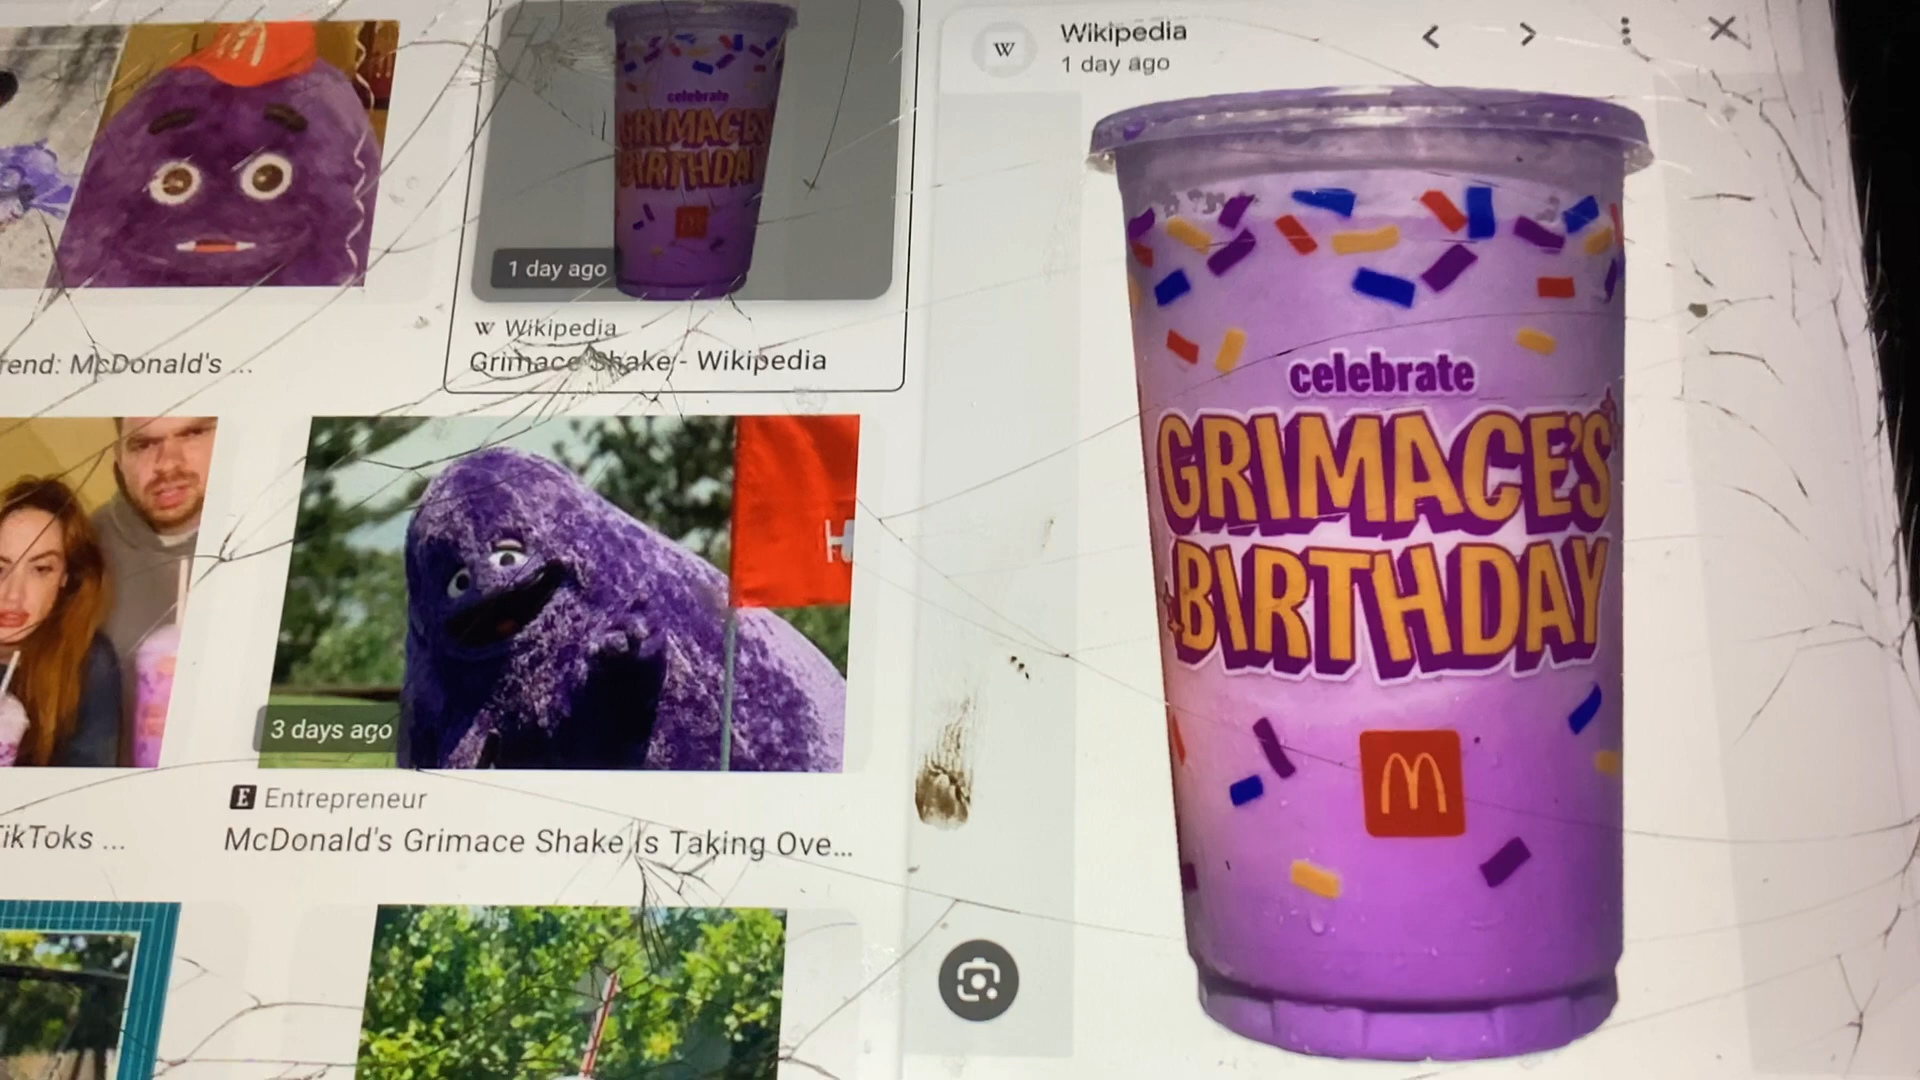 rend: McDonald's ...
celebrate
GRIMACE'S
BIRTHDAY
1 day ago
W Wikipedia
Grimace Shake - Wikipedia
3 days ago
E Entrepreneur
McDonald's Grimace Shake Is Taking Ove...
ikToks ...
W Wikipedia
1 day ago
celebrate
GRIMACE'S
BIRTHDAY